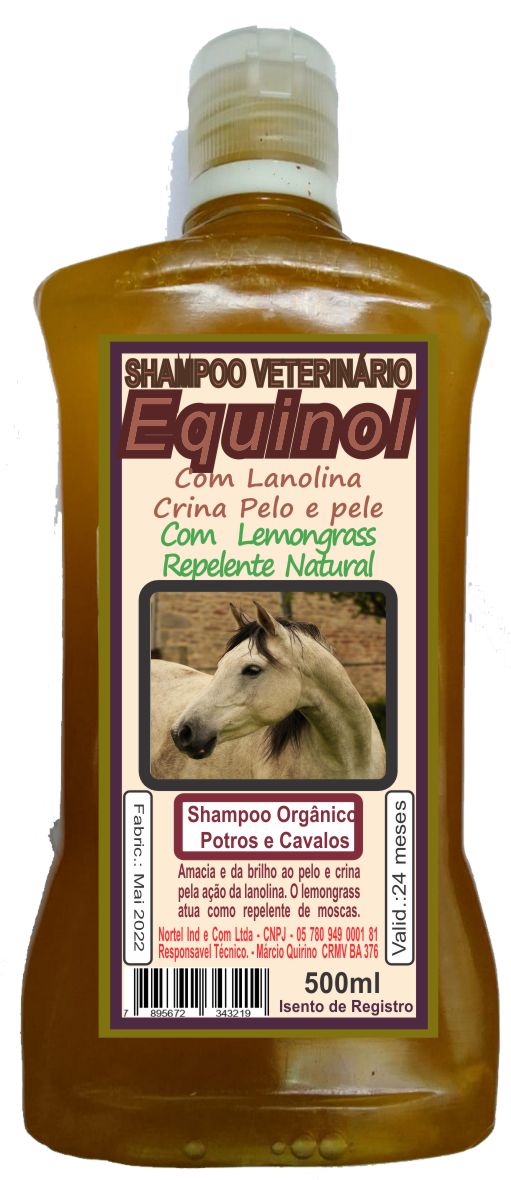 SHAMPOO VETERINÁRIO
Equinol
Com Lanolina
Crina Pelo e pele
Com Lemongrass
Repelente Natural
Shampoo Orgânico
Potros e Cavalos
Fabric.: Mai 2022
Valid.:24 meses
Amacia e da brilho ao pelo e crina
pela ação da lanolina. O lemongrass
atua como repelente de moscas.
Nortel Ind e Com Ltda - CNPJ - 05 780 949 0001 81
Responsavel Técnico. - Márcio Quirino CRMV BA 376
7 895672 343219
500ml
Isento de Registro